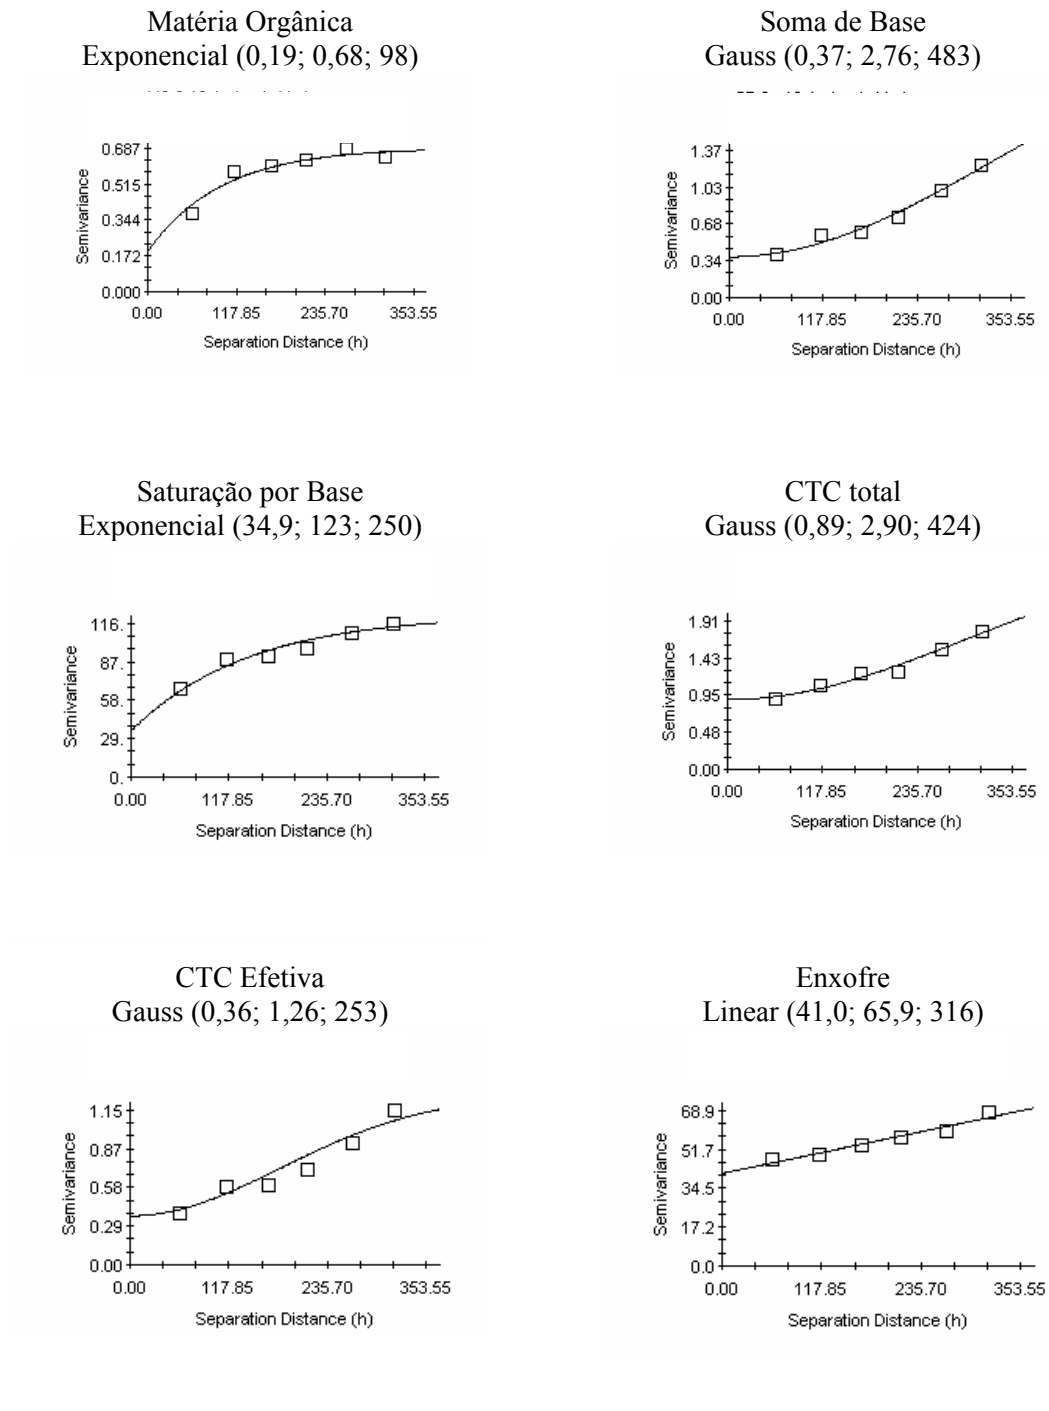 Matéria Orgânica
Exponencial (0,19; 0,68; 98)
0.687
0.515
0.344
0.172
0.000
Semivariance
0.00 117.85 235.70 353.55
Separation Distance (h)
Soma de Base
Gauss (0,37; 2,76; 483)
1.37
1.03
0.68
0.34
0.00
Semivariance
0.00 117.85 235.70 353.55
Separation Distance (h)
Saturação por Base
Exponencial (34,9; 123; 250)
116.
87.
58.
29.
0.
Semivariance
0.00 117.85 235.70 353.55
Separation Distance (h)
CTC total
Gauss (0,89; 2,90; 424)
1.91
1.43
0.95
0.48
0.00
Semivariance
0.00 117.85 235.70 353.55
Separation Distance (h)
CTC Efetiva
Gauss (0,36; 1,26; 253)
1.15
0.87
0.58
0.29
0.00
Semivariance
0.00 117.85 235.70 353.55
Separation Distance (h)
Enxofre
Linear (41,0; 65,9; 316)
68.9
51.7
34.5
17.2
0.0
Semivariance
0.00 117.85 235.70 353.55
Separation Distance (h)